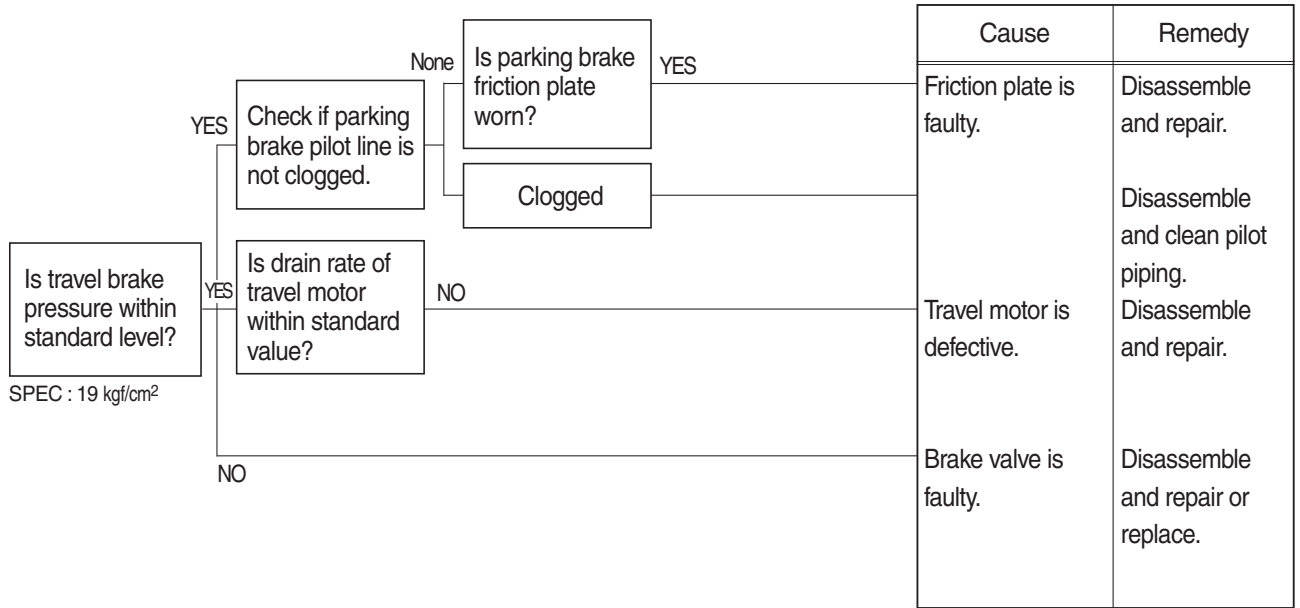 Cause
Remedy
None
Is parking brake
friction plate
worn?
YES
Friction plate is
faulty.
Disassemble
and repair.
YES
Check if parking
brake pilot line is
not clogged.
Clogged
Disassemble
and clean pilot
piping.
Is travel brake
pressure within
standard level?
SPEC : 19 kgf/cm²
YES
Is drain rate of
travel motor
within standard
value?
NO
Travel motor is
defective.
Disassemble
and repair.
NO
Brake valve is
faulty.
Disassemble
and repair or
replace.